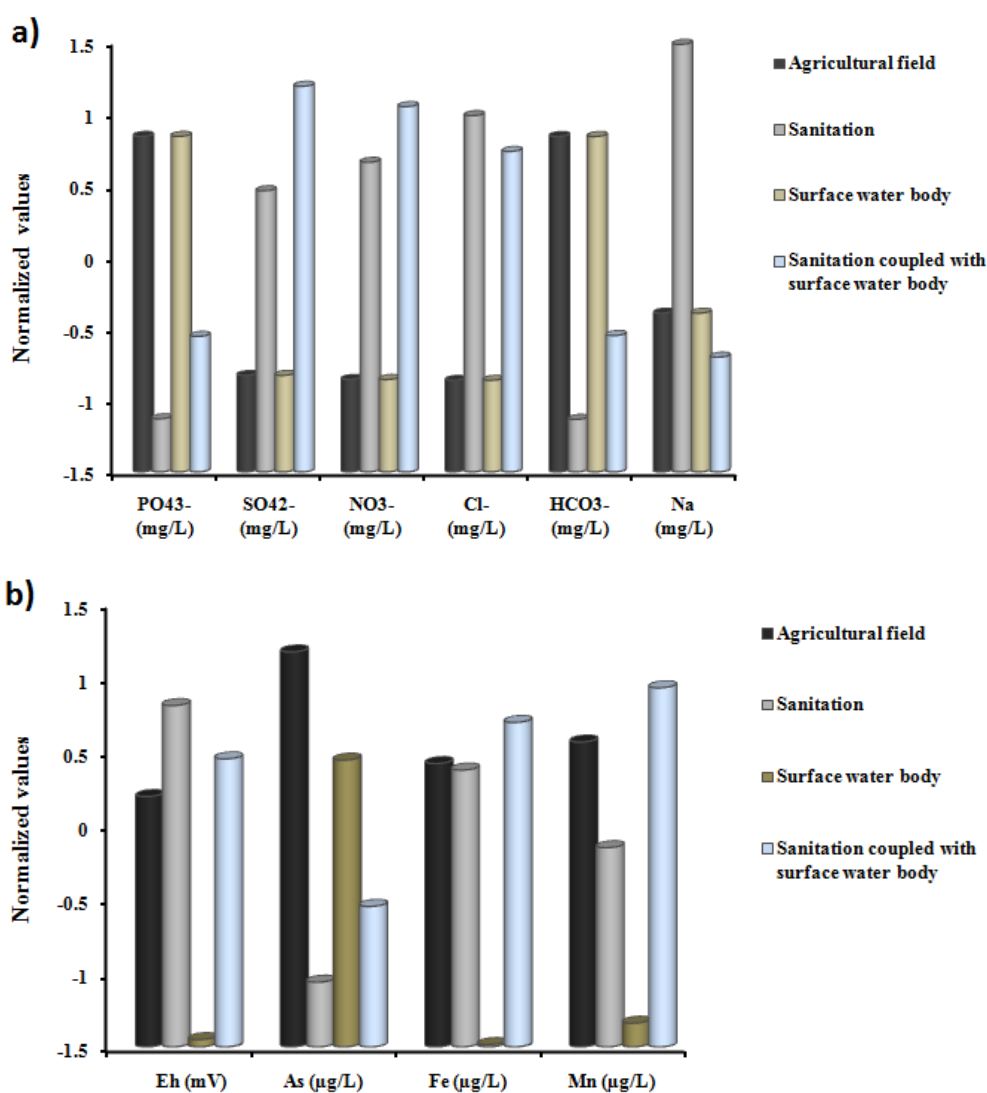 a)
1.5
1
0.5
0
-0.5
-1
-1.5
Normalized values
PO43-
(mg/L)
SO42-
(mg/L)
NO3-
(mg/L)
Cl-
(mg/L)
HCO3-
(mg/L)
Na
(mg/L)
Agricultural field
Sanitation
Surface water body
Sanitation coupled with
surface water body
b)
1.5
1
0.5
0
-0.5
-1
-1.5
Normalized values
Eh (mV)
As (µg/L)
Fe (µg/L)
Mn (µg/L)
Agricultural field
Sanitation
Surface water body
Sanitation coupled with
surface water body